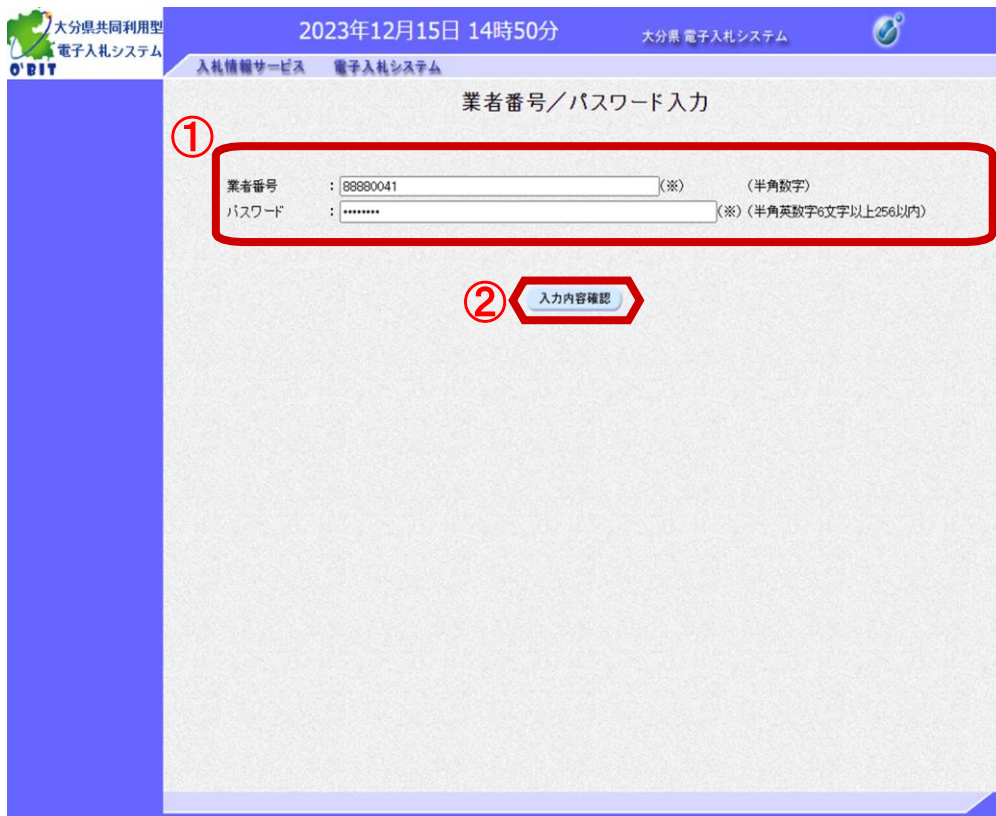 大分県共同利用型
電子入札システム
O'BIT
2023年12月15日 14時50分
大分県 電子入札システム
入札情報サービス 電子入札システム
業者番号／パスワード入力
①
業者番号 : 88880041 (※) (半角数字)
パスワード : •••••••• (※) (半角英数字6文字以上256以内)
② 入力内容確認